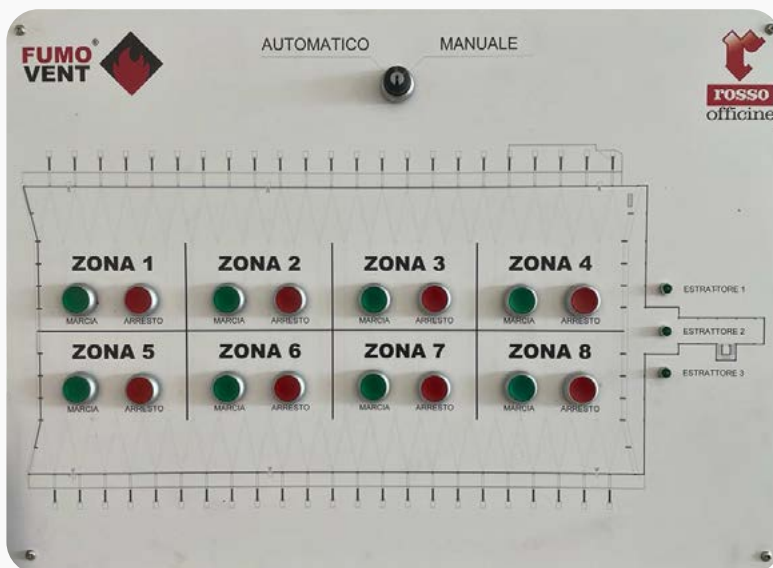 FUMO®
VENT
AUTOMATICO
MANUALE
r
rosso
officine
ZONA 1
ZONA 2
ZONA 3
ZONA 4
MARCIA
ARRESTO
MARCIA
ARRESTO
MARCIA
ARRESTO
MARCIA
ARRESTO
ESTRATTORE 1
ESTRATTORE 2
ESTRATTORE 3
ZONA 5
ZONA 6
ZONA 7
ZONA 8
MARCIA
ARRESTO
MARCIA
ARRESTO
MARCIA
ARRESTO
MARCIA
ARRESTO